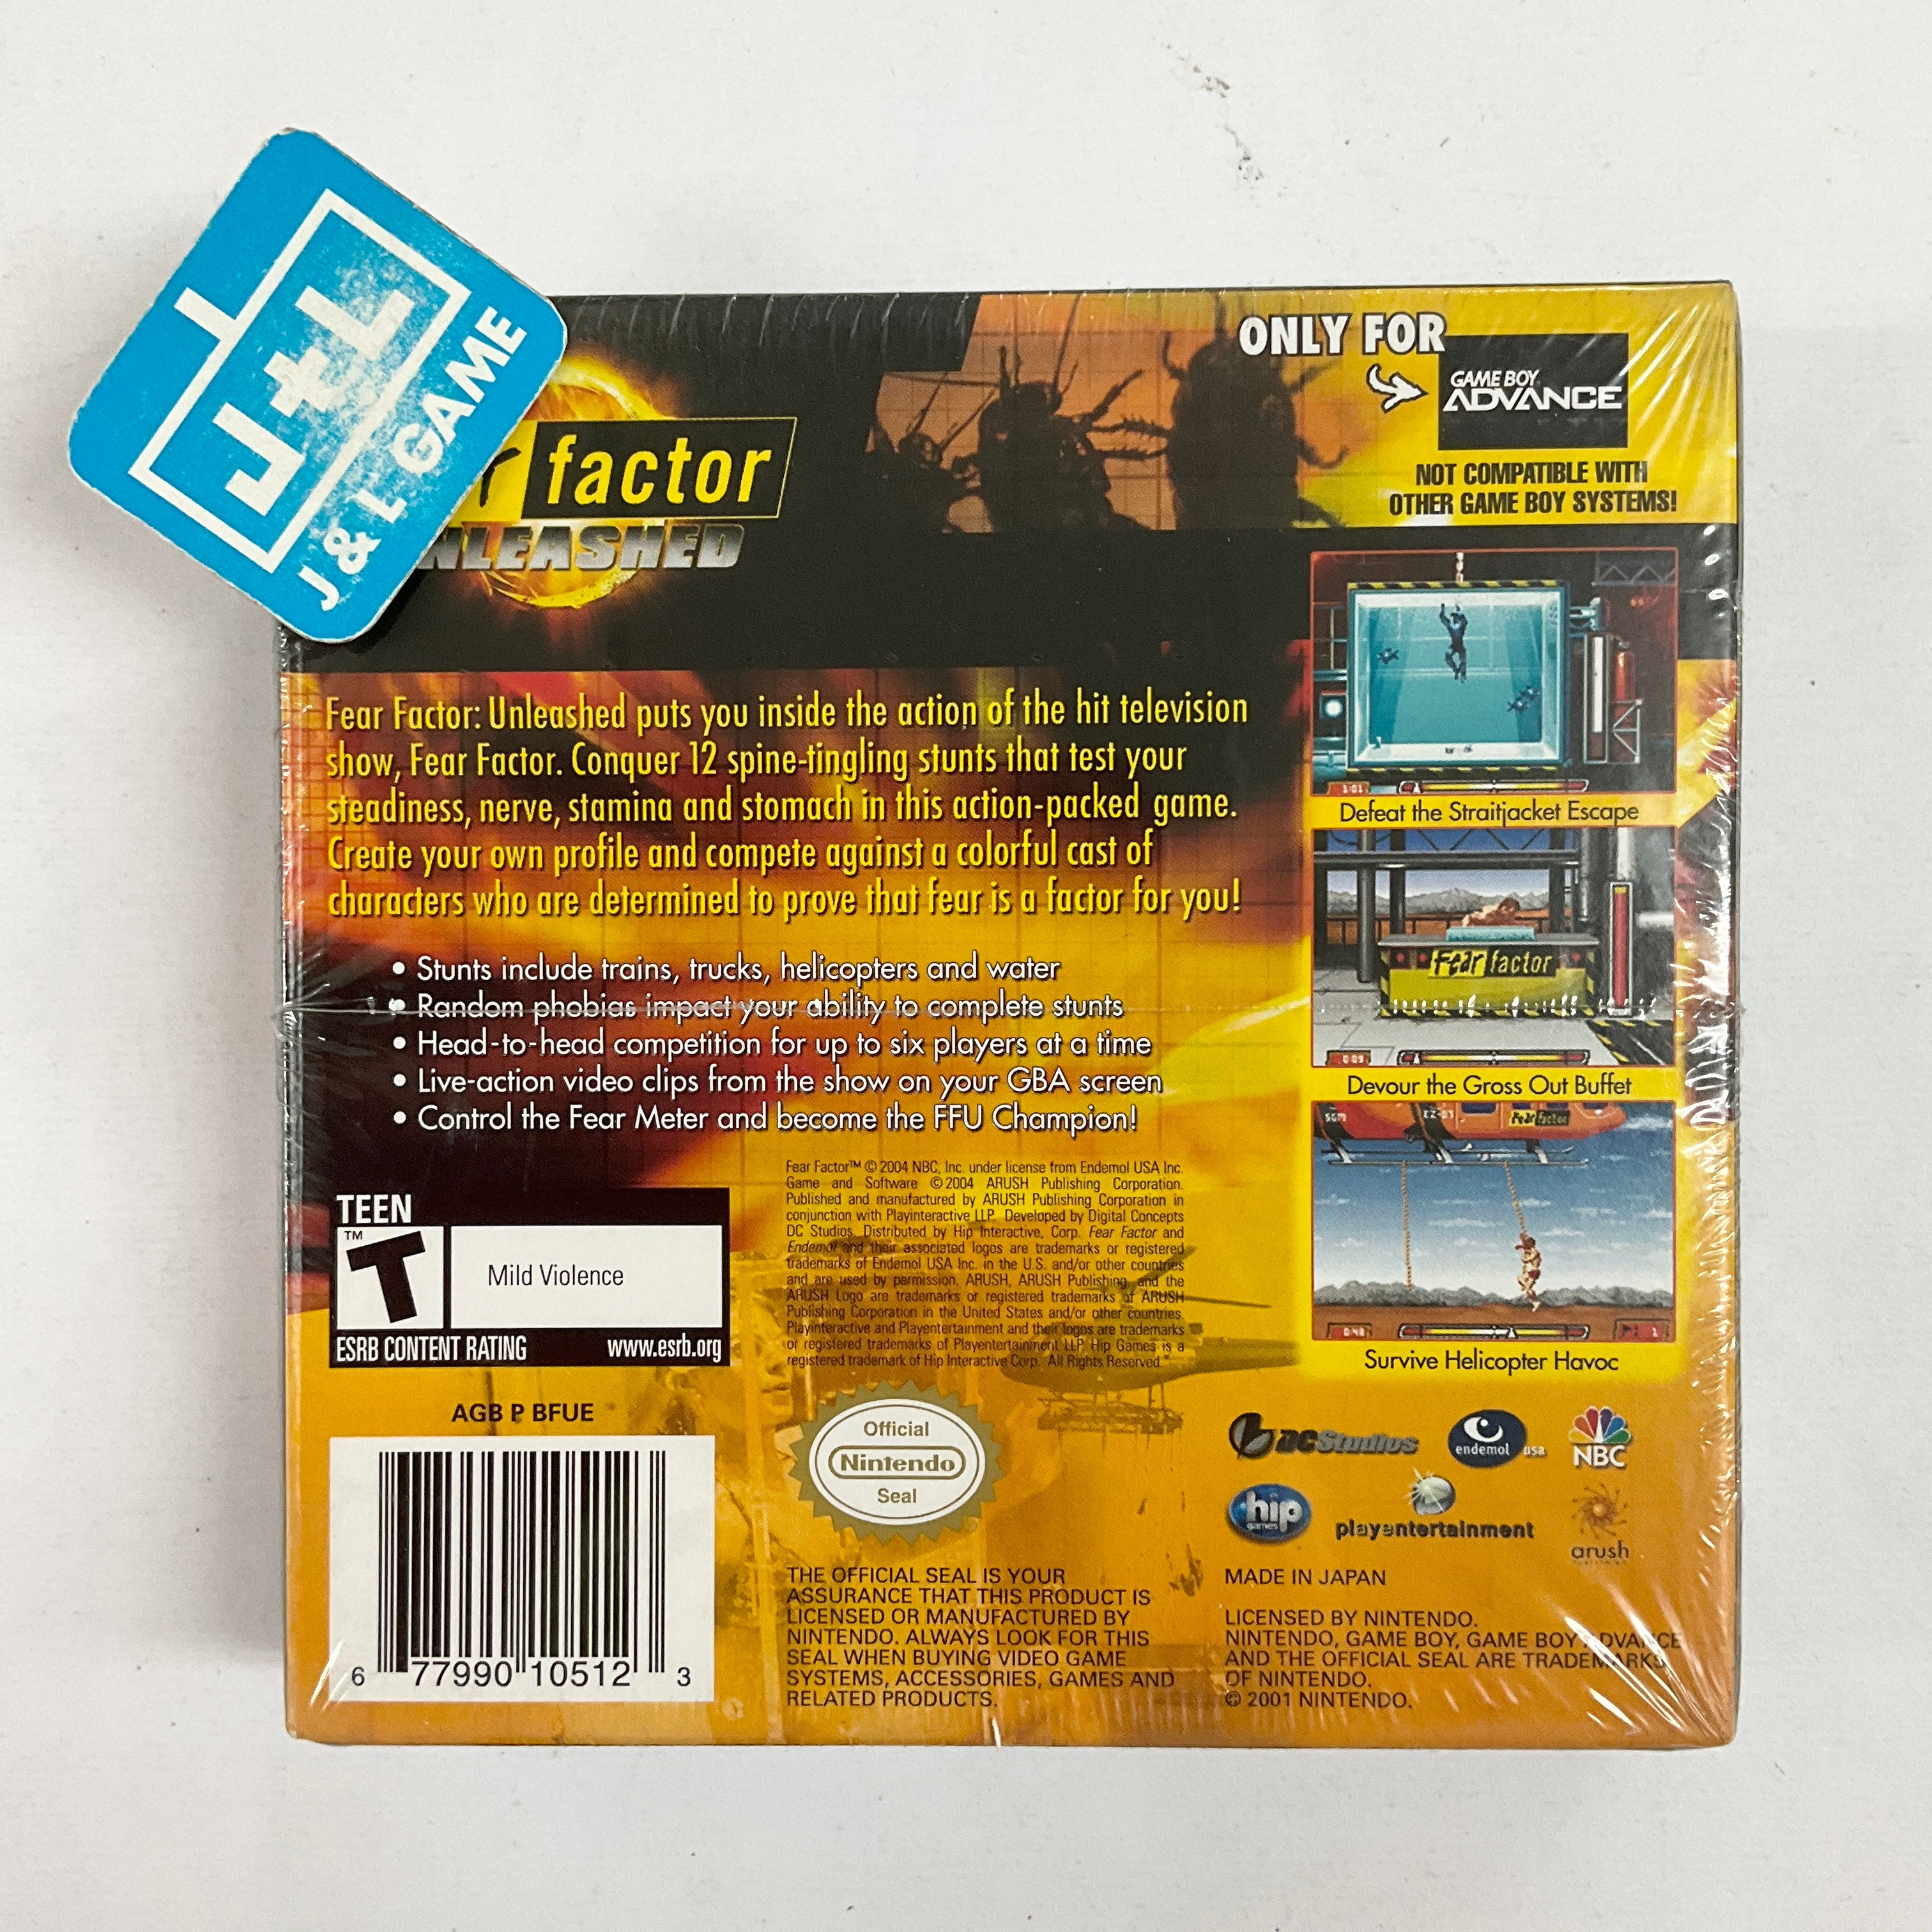 J+L
J & L GAME
factor
NLEASHED
ONLY FOR
GAME BOY
ADVANCE
NOT COMPATIBLE WITH
OTHER GAME BOY SYSTEMS!
Fear Factor: Unleashed puts you inside the action of the hit television
show, Fear Factor. Conquer 12 spine-tingling stunts that test your
steadiness, nerve, stamina and stomach in this action-packed game.
Create your own profile and compete against a colorful cast of
characters who are determined to prove that fear is a factor for you!
• Stunts include trains, trucks, helicopters and water
• Random phobias impact your ability to complete stunts
• Head-to-head competition for up to six players at a time
• Live-action video clips from the show on your GBA screen
• Control the Fear Meter and become the FFU Champion!
1:01
Defeat the Straitjacket Escape
Fear factor
0:09
Devour the Gross Out Buffet
Fear factor
0:48
1
Survive Helicopter Havoc
Fear Factor™ © 2004 NBC, Inc. under license from Endemol USA Inc.
Game and Software © 2004 ARUSH Publishing Corporation.
Published and manufactured by ARUSH Publishing Corporation in
conjunction with Playinteractive LLP. Developed by Digital Concepts
DC Studios. Distributed by Hip Interactive, Corp. Fear Factor and
Endemol and their associated logos are trademarks or registered
trademarks of Endemol USA Inc. in the U.S. and/or other countries
and are used by permission. ARUSH, ARUSH Publishing, and the
ARUSH Logo are trademarks or registered trademarks of ARUSH
Publishing Corporation in the United States and/or other countries.
Playinteractive and Playentertainment and their logos are trademarks
or registered trademarks of Playentertainment LLP. Hip Games is a
registered trademark of Hip Interactive Corp. All Rights Reserved.
TEEN
TM
T
Mild Violence
ESRB CONTENT RATING www.esrb.org
AGB P BFUE
6 77990 10512 3
Official
Nintendo
Seal
THE OFFICIAL SEAL IS YOUR
ASSURANCE THAT THIS PRODUCT IS
LICENSED OR MANUFACTURED BY
NINTENDO. ALWAYS LOOK FOR THIS
SEAL WHEN BUYING VIDEO GAME
SYSTEMS, ACCESSORIES, GAMES AND
RELATED PRODUCTS.
DC Studios
endemol usa
NBC
hip
games
playentertainment
arush
MADE IN JAPAN
LICENSED BY NINTENDO.
NINTENDO, GAME BOY, GAME BOY ADVANCE
AND THE OFFICIAL SEAL ARE TRADEMARKS
OF NINTENDO.
© 2001 NINTENDO.